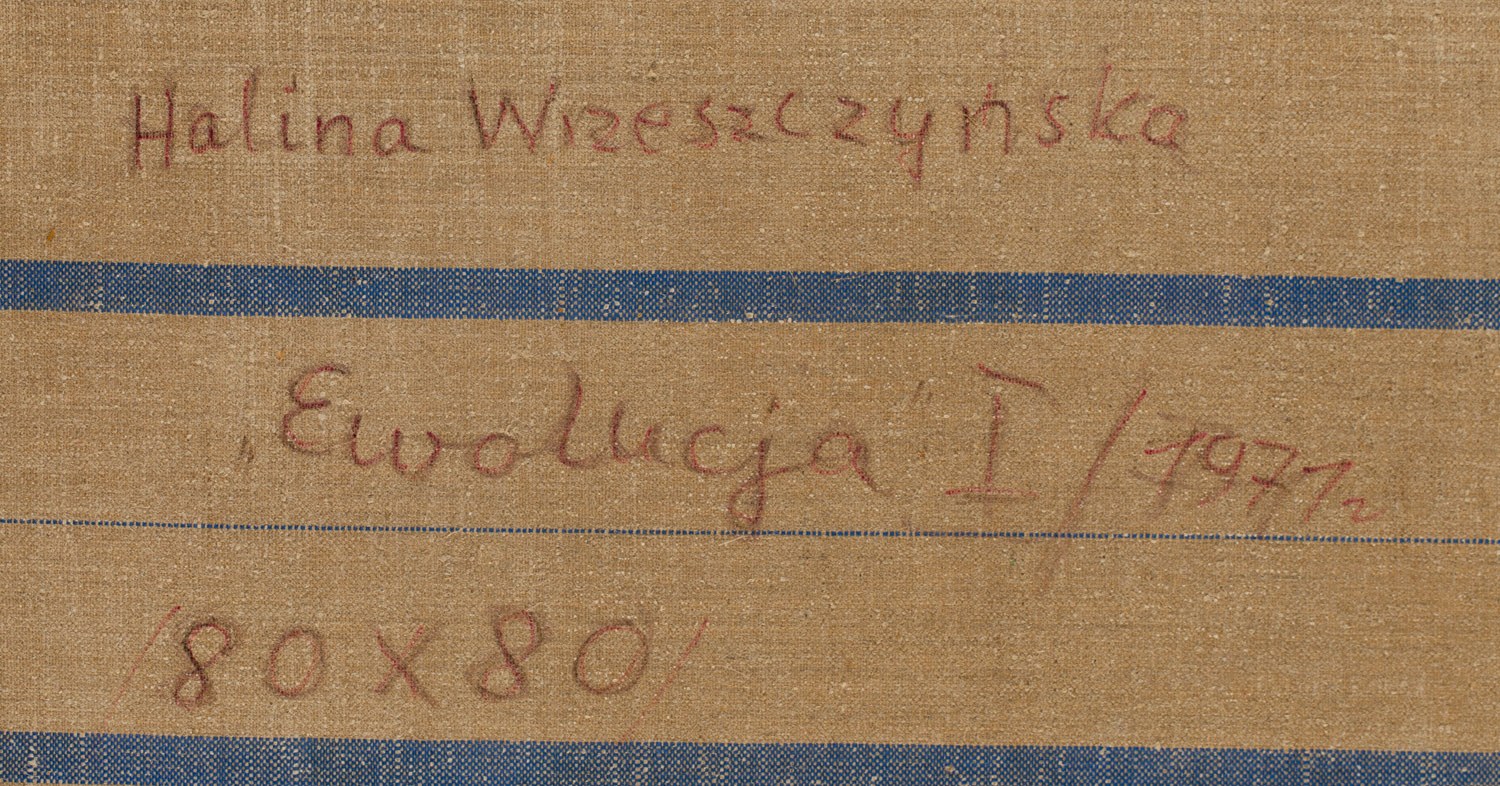 Halina Wrzeszczyńska
„Ewolucja" I / 1971 r
/80 x 80/